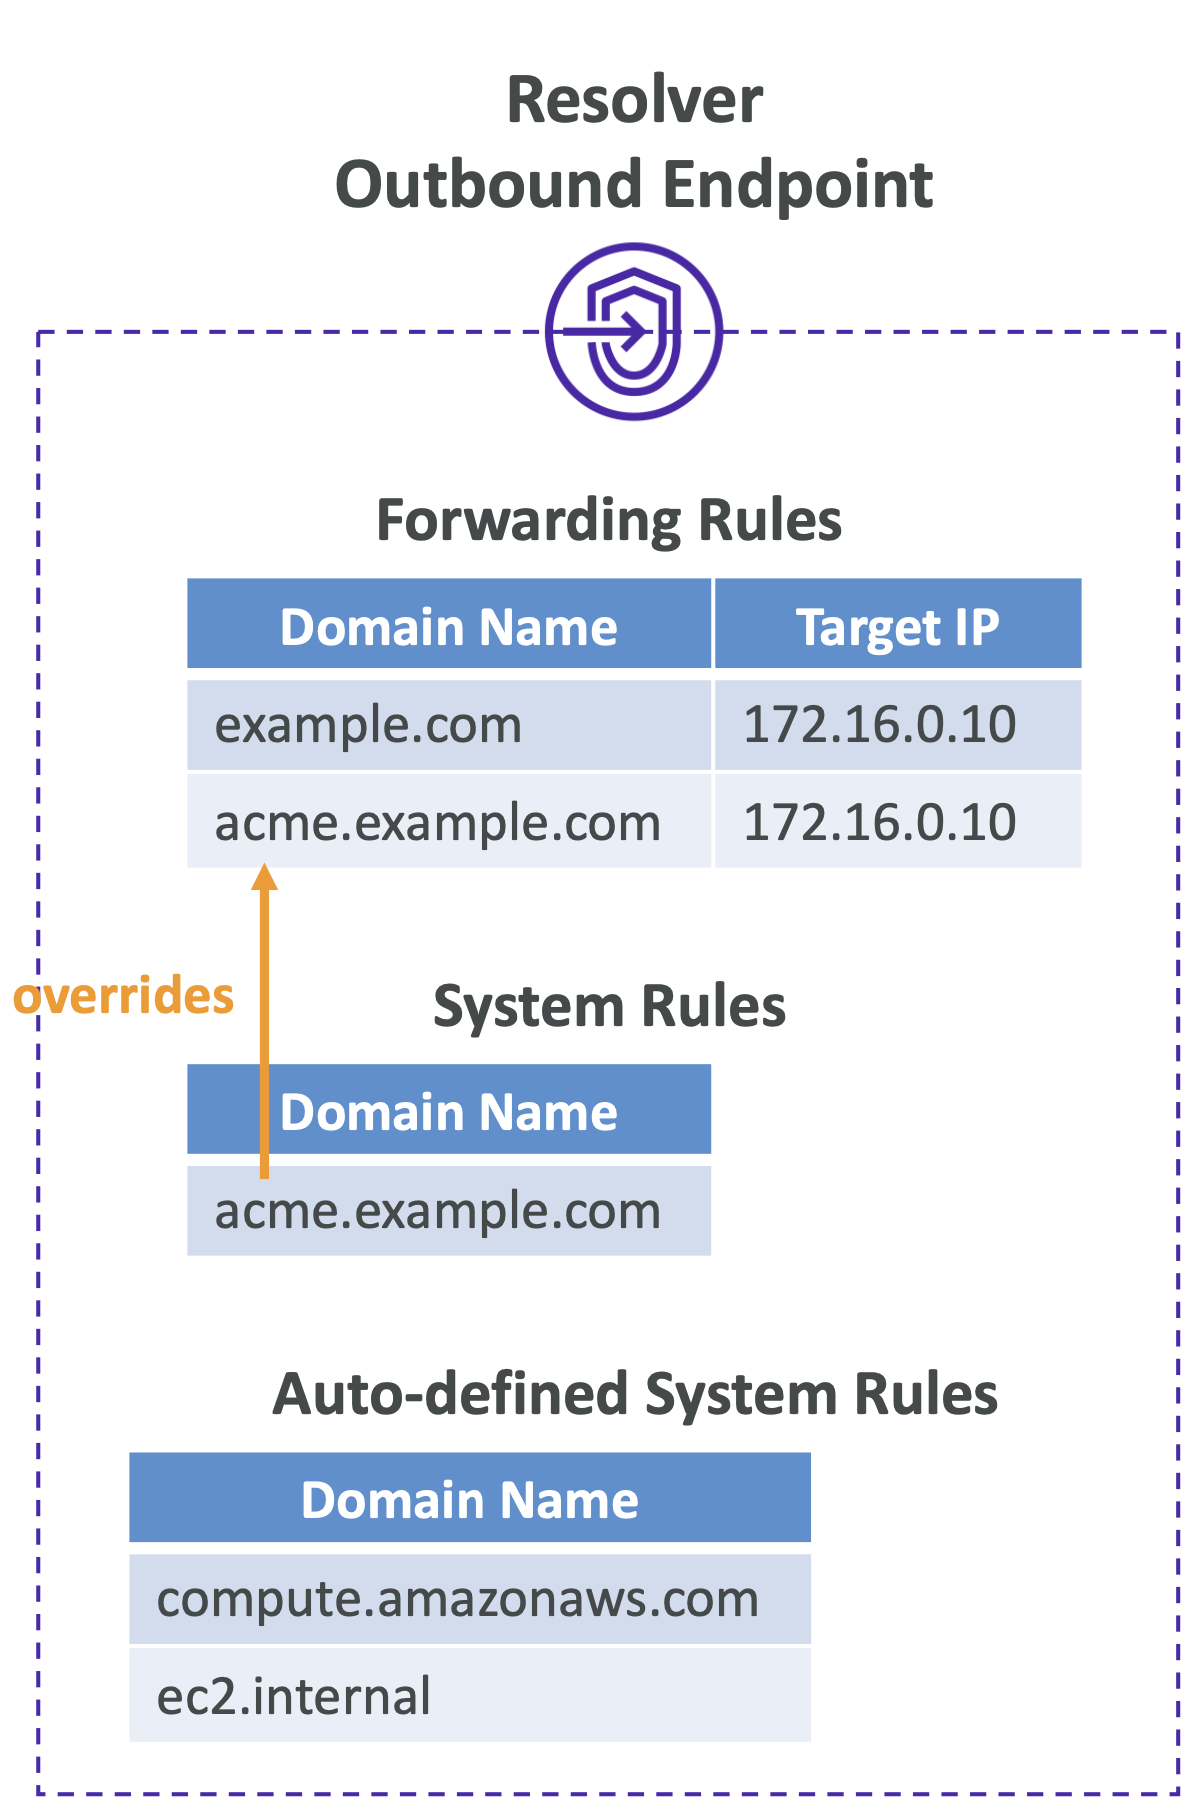 Resolver
Outbound Endpoint
Forwarding Rules
Domain Name Target IP
example.com 172.16.0.10
acme.example.com 172.16.0.10
overrides
System Rules
Domain Name
acme.example.com
Auto-defined System Rules
Domain Name
compute.amazonaws.com
ec2.internal